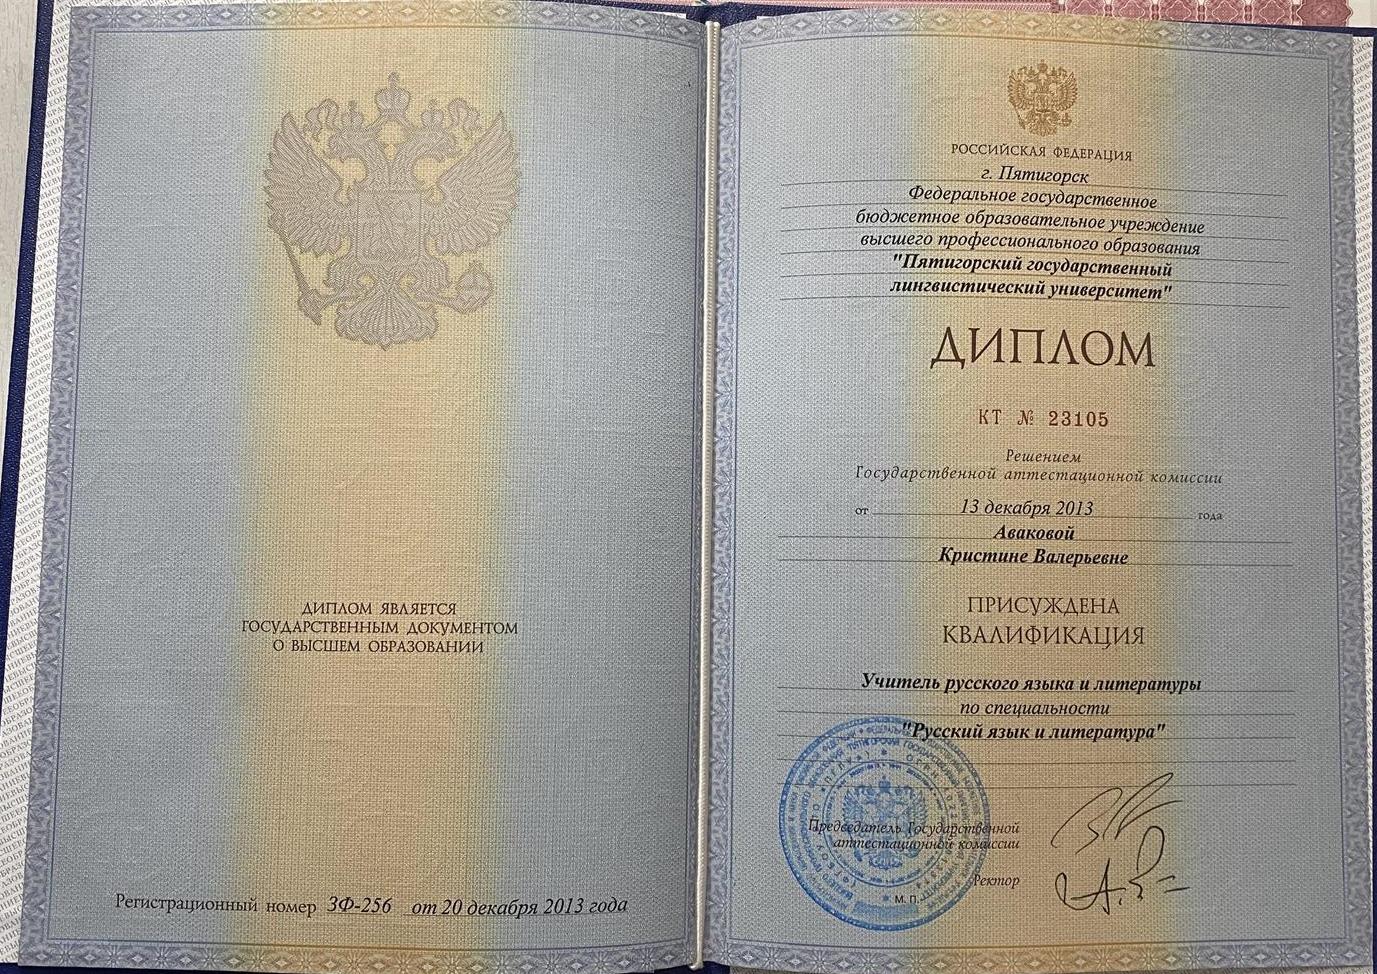 ДИПЛОМ ЯВЛЯЕТСЯ
ГОСУДАРСТВЕННЫМ ДОКУМЕНТОМ
О ВЫСШЕМ ОБРАЗОВАНИИ
Регистрационный номер ЗФ-256 от 20 декабря 2013 года
РОССИЙСКАЯ ФЕДЕРАЦИЯ
г. Пятигорск
Федеральное государственное
бюджетное образовательное учреждение
высшего профессионального образования
"Пятигорский государственный
лингвистический университет"
ДИПЛОМ
КТ № 23105
Решением
Государственной аттестационной комиссии
от 13 декабря 2013 года
Аваковой
Кристине Валерьевне
ПРИСУЖДЕНА
КВАЛИФИКАЦИЯ
Учитель русского языка и литературы
по специальности
"Русский язык и литература"
Председатель Государственной
аттестационной комиссии
Ректор
М. П.